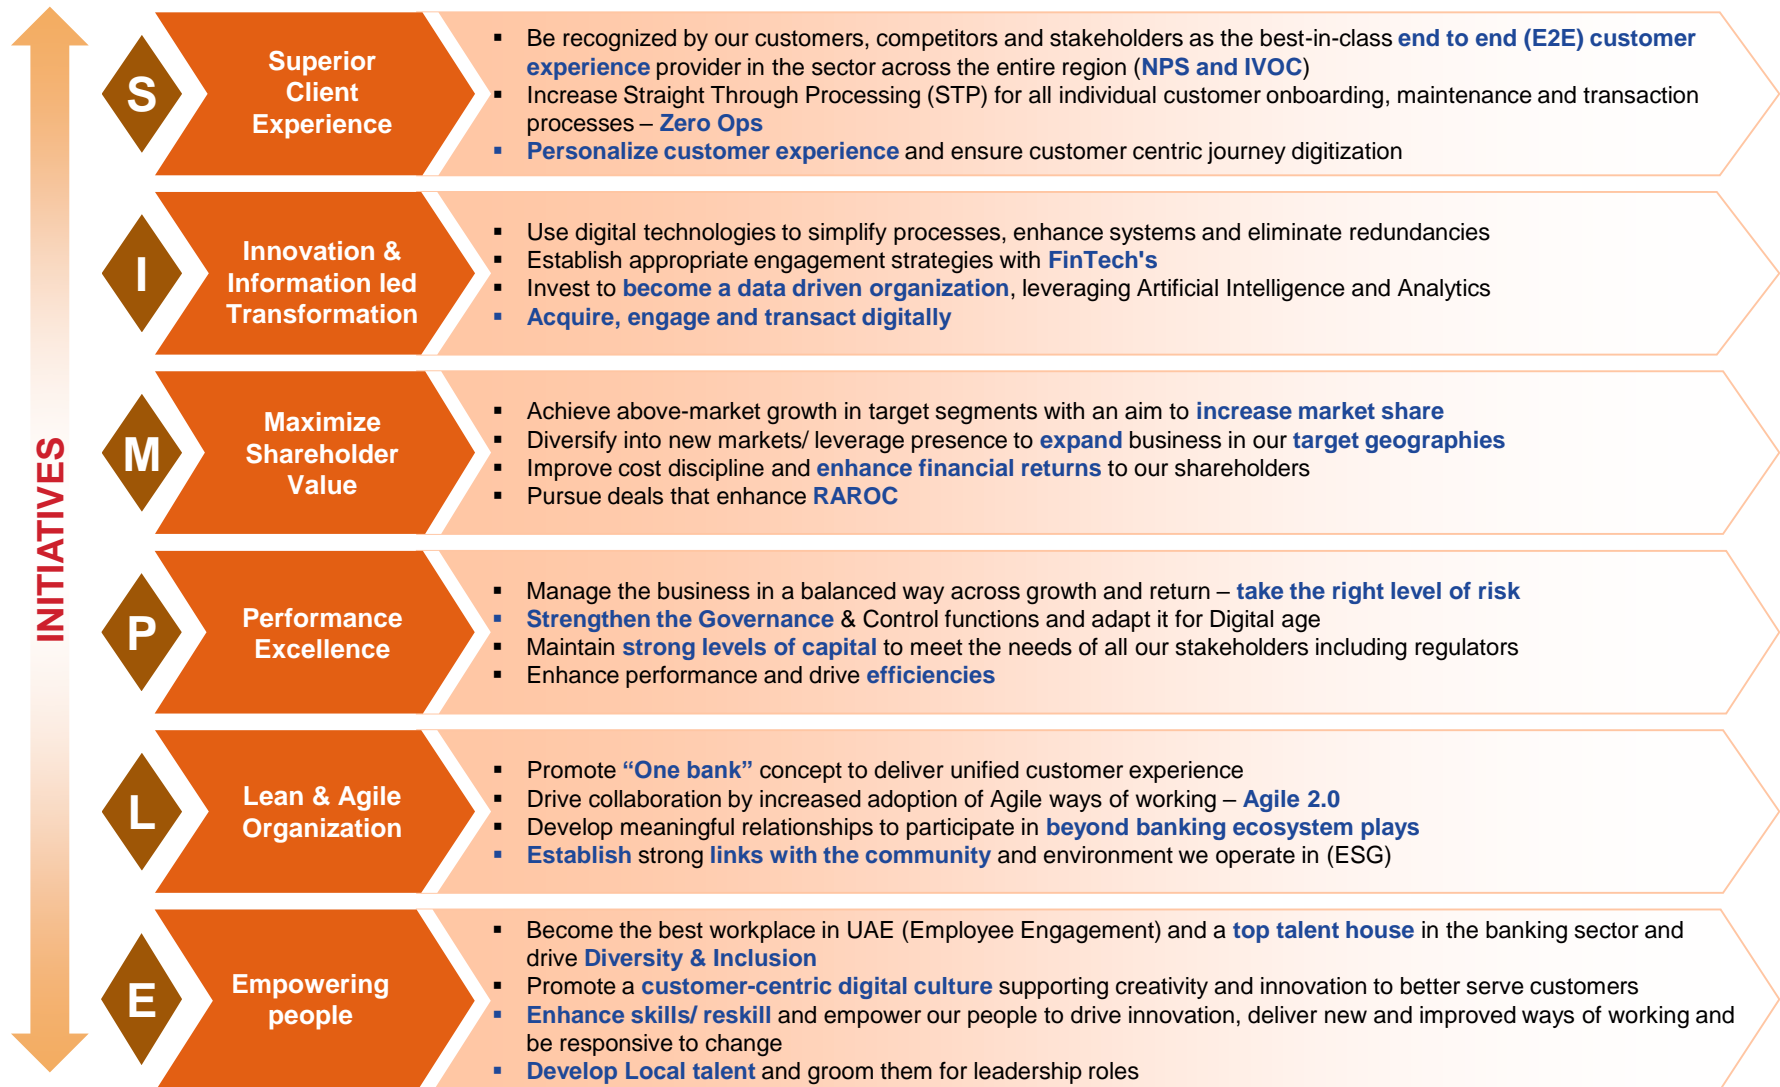 INITIATIVES
S
Superior
Client
Experience
▪ Be recognized by our customers, competitors and stakeholders as the best-in-class end to end (E2E) customer
experience provider in the sector across the entire region (NPS and IVOC)
▪ Increase Straight Through Processing (STP) for all individual customer onboarding, maintenance and transaction
processes – Zero Ops
▪ Personalize customer experience and ensure customer centric journey digitization
I
Innovation &
Information led
Transformation
▪ Use digital technologies to simplify processes, enhance systems and eliminate redundancies
▪ Establish appropriate engagement strategies with FinTech's
▪ Invest to become a data driven organization, leveraging Artificial Intelligence and Analytics
▪ Acquire, engage and transact digitally
M
Maximize
Shareholder
Value
▪ Achieve above-market growth in target segments with an aim to increase market share
▪ Diversify into new markets/ leverage presence to expand business in our target geographies
▪ Improve cost discipline and enhance financial returns to our shareholders
▪ Pursue deals that enhance RAROC
P
Performance
Excellence
▪ Manage the business in a balanced way across growth and return – take the right level of risk
▪ Strengthen the Governance & Control functions and adapt it for Digital age
▪ Maintain strong levels of capital to meet the needs of all our stakeholders including regulators
▪ Enhance performance and drive efficiencies
L
Lean & Agile
Organization
▪ Promote “One bank” concept to deliver unified customer experience
▪ Drive collaboration by increased adoption of Agile ways of working – Agile 2.0
▪ Develop meaningful relationships to participate in beyond banking ecosystem plays
▪ Establish strong links with the community and environment we operate in (ESG)
E
Empowering
people
▪ Become the best workplace in UAE (Employee Engagement) and a top talent house in the banking sector and
drive Diversity & Inclusion
▪ Promote a customer-centric digital culture supporting creativity and innovation to better serve customers
▪ Enhance skills/ reskill and empower our people to drive innovation, deliver new and improved ways of working and
be responsive to change
▪ Develop Local talent and groom them for leadership roles